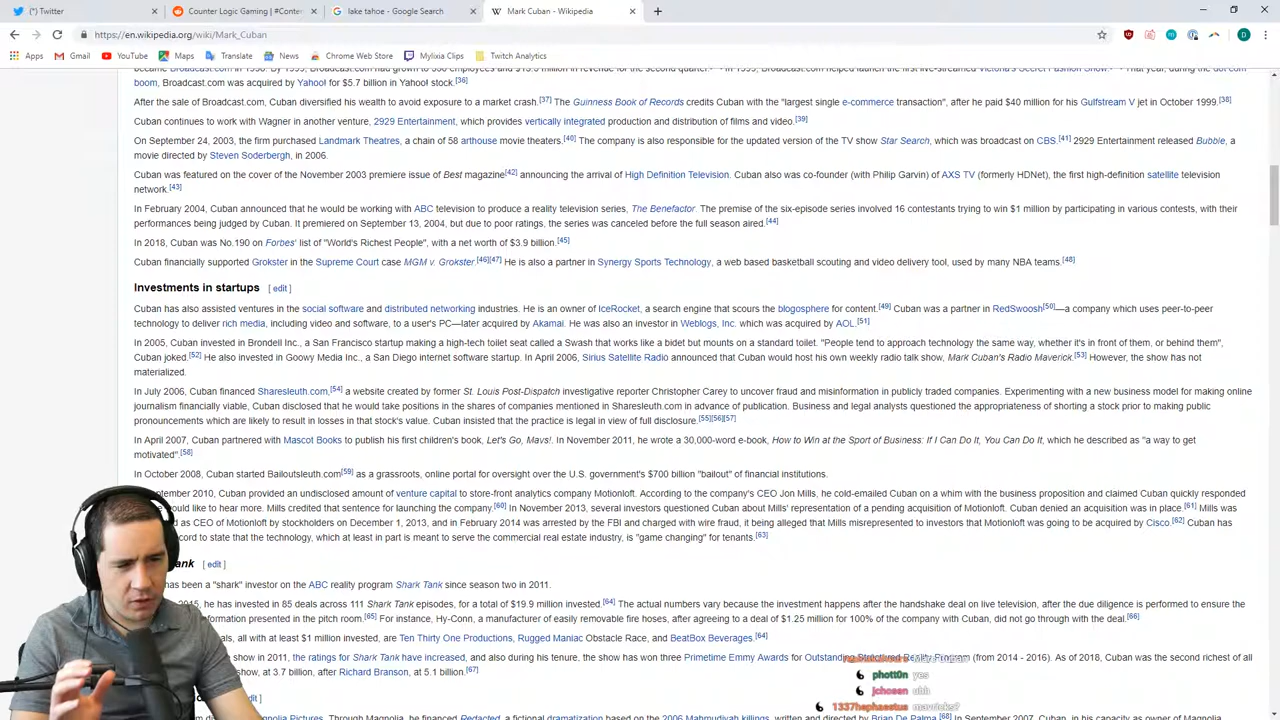 (*) Twitter
Counter Logic Gaming | #Conte
lake tahoe - Google Search
Mark Cuban - Wikipedia
https://en.wikipedia.org/wiki/Mark_Cuban
Apps Gmail YouTube Maps Translate News Chrome Web Store Mylixia Clips Twitch Analytics
boom, Broadcast.com was acquired by Yahoo! for $5.7 billion in Yahoo! stock.[36]
After the sale of Broadcast.com, Cuban diversified his wealth to avoid exposure to a market crash.[37] The Guinness Book of Records credits Cuban with the "largest single e-commerce transaction", after he paid $40 million for his Gulfstream V jet in October 1999.[38]
Cuban continues to work with Wagner in another venture, 2929 Entertainment, which provides vertically integrated production and distribution of films and video.[39]
On September 24, 2003, the firm purchased Landmark Theatres, a chain of 58 arthouse movie theaters.[40] The company is also responsible for the updated version of the TV show Star Search, which was broadcast on CBS.[41] 2929 Entertainment released Bubble, a
movie directed by Steven Soderbergh, in 2006.
Cuban was featured on the cover of the November 2003 premiere issue of Best magazine[42] announcing the arrival of High Definition Television. Cuban also was co-founder (with Philip Garvin) of AXS TV (formerly HDNet), the first high-definition satellite television
network.[43]
In February 2004, Cuban announced that he would be working with ABC television to produce a reality television series, The Benefactor. The premise of the six-episode series involved 16 contestants trying to win $1 million by participating in various contests, with their
performances being judged by Cuban. It premiered on September 13, 2004, but due to poor ratings, the series was canceled before the full season aired.[44]
In 2018, Cuban was No.190 on Forbes' list of "World's Richest People", with a net worth of $3.9 billion.[45]
Cuban financially supported Grokster in the Supreme Court case MGM v. Grokster.[46][47] He is also a partner in Synergy Sports Technology, a web based basketball scouting and video delivery tool, used by many NBA teams.[48]
Investments in startups [ edit ]
Cuban has also assisted ventures in the social software and distributed networking industries. He is an owner of IceRocket, a search engine that scours the blogosphere for content.[49] Cuban was a partner in RedSwoosh[50]—a company which uses peer-to-peer
technology to deliver rich media, including video and software, to a user's PC—later acquired by Akamai. He was also an investor in Weblogs, Inc. which was acquired by AOL.[51]
In 2005, Cuban invested in Brondell Inc., a San Francisco startup making a high-tech toilet seat called a Swash that works like a bidet but mounts on a standard toilet. "People tend to approach technology the same way, whether it's in front of them, or behind them",
Cuban joked.[52] He also invested in Goowy Media Inc., a San Diego internet software startup. In April 2006, Sirius Satellite Radio announced that Cuban would host his own weekly radio talk show, Mark Cuban's Radio Maverick.[53] However, the show has not
materialized.
In July 2006, Cuban financed Sharesleuth.com,[54] a website created by former St. Louis Post-Dispatch investigative reporter Christopher Carey to uncover fraud and misinformation in publicly traded companies. Experimenting with a new business model for making online
journalism financially viable, Cuban disclosed that he would take positions in the shares of companies mentioned in Sharesleuth.com in advance of publication. Business and legal analysts questioned the appropriateness of shorting a stock prior to making public
pronouncements which are likely to result in losses in that stock's value. Cuban insisted that the practice is legal in view of full disclosure.[55][56][57]
In April 2007, Cuban partnered with Mascot Books to publish his first children's book, Let's Go, Mavs!. In November 2011, he wrote a 30,000-word e-book, How to Win at the Sport of Business: If I Can Do It, You Can Do It, which he described as "a way to get
motivated".[58]
In October 2008, Cuban started Bailoutsleuth.com[59] as a grassroots, online portal for oversight over the U.S. government's $700 billion "bailout" of financial institutions.
2010, Cuban provided an undisclosed amount of venture capital to store-front analytics company Motionloft. According to the company's CEO Jon Mills, he cold-emailed Cuban on a whim with the business proposition and claimed Cuban quickly responded
would like to hear more. Mills credited that sentence for launching the company.[60] In November 2013, several investors questioned Cuban about Mills' representation of a pending acquisition of Motionloft. Cuban denied an acquisition was in place.[61] Mills was
as CEO of Motionloft by stockholders on December 1, 2013, and in February 2014 was arrested by the FBI and charged with wire fraud, it being alleged that Mills misrepresented to investors that Motionloft was going to be acquired by Cisco.[62] Cuban has
to state that the technology, which at least in part is meant to serve the commercial real estate industry, is "game changing" for tenants.[63]
[ edit ]
has been a "shark" investor on the ABC reality program Shark Tank since season two in 2011.
he has invested in 85 deals across 111 Shark Tank episodes, for a total of $19.9 million invested.[64] The actual numbers vary because the investment happens after the handshake deal on live television, after the due diligence is performed to ensure the
information presented in the pitch room.[65] For instance, Hy-Conn, a manufacturer of easily removable fire hoses, after agreeing to a deal of $1.25 million for 100% of the company with Cuban, did not go through with the deal.[66]
all with at least $1 million invested, are Ten Thirty One Productions, Rugged Maniac Obstacle Race, and BeatBox Beverages.[64]
show in 2011, the ratings for Shark Tank have increased, and also during his tenure, the show has won three Primetime Emmy Awards for Outstanding Structured Reality Program (from 2014 - 2016). As of 2018, Cuban was the second richest of all
show, at 3.7 billion, after Richard Branson, at 5.1 billion.[67]
phott0n yes
jchosen uhh
1337hephaestus mavricks?
Through Magnolia, he financed Redacted, a fictional dramatization based on the 2006 Mahmudiyah killings, written and directed by Brian De Palma.[68] In September 2007, Cuban, in his capacity as owner of Magnolia